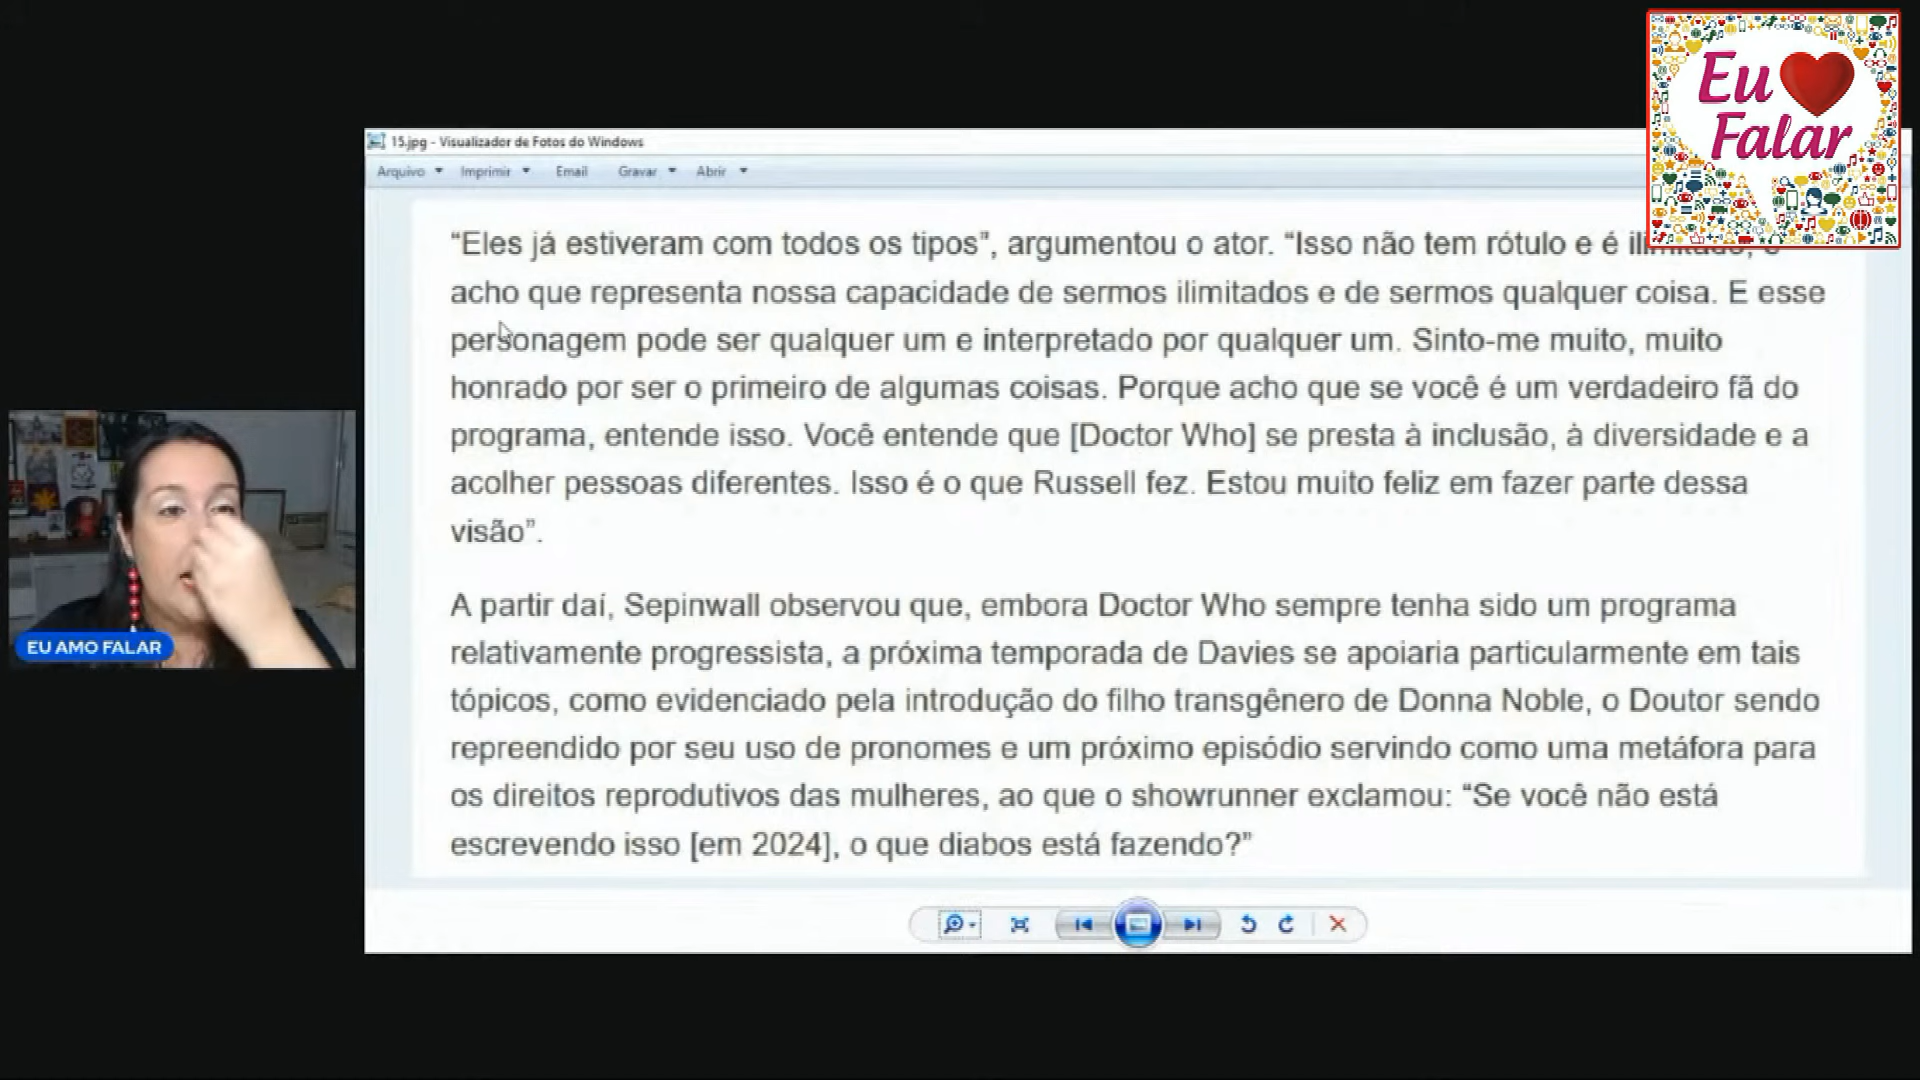 Eu
Falar
15.jpg - Visualizador de Fotos do Windows
Arquivo Imprimir Email Gravar Abrir
“Eles já estiveram com todos os tipos”, argumentou o ator. “Isso não tem rótulo e é
acho que representa nossa capacidade de sermos ilimitados e de sermos qualquer coisa. E esse
personagem pode ser qualquer um e interpretado por qualquer um. Sinto-me muito, muito
honrado por ser o primeiro de algumas coisas. Porque acho que se você é um verdadeiro fã do
programa, entende isso. Você entende que [Doctor Who] se presta à inclusão, à diversidade e a
acolher pessoas diferentes. Isso é o que Russell fez. Estou muito feliz em fazer parte dessa
visão”.
A partir daí, Sepinwall observou que, embora Doctor Who sempre tenha sido um programa
relativamente progressista, a próxima temporada de Davies se apoiaria particularmente em tais
tópicos, como evidenciado pela introdução do filho transgênero de Donna Noble, o Doutor sendo
repreendido por seu uso de pronomes e um próximo episódio servindo como uma metáfora para
os direitos reprodutivos das mulheres, ao que o showrunner exclamou: “Se você não está
escrevendo isso [em 2024], o que diabos está fazendo?”
EU AMO FALAR